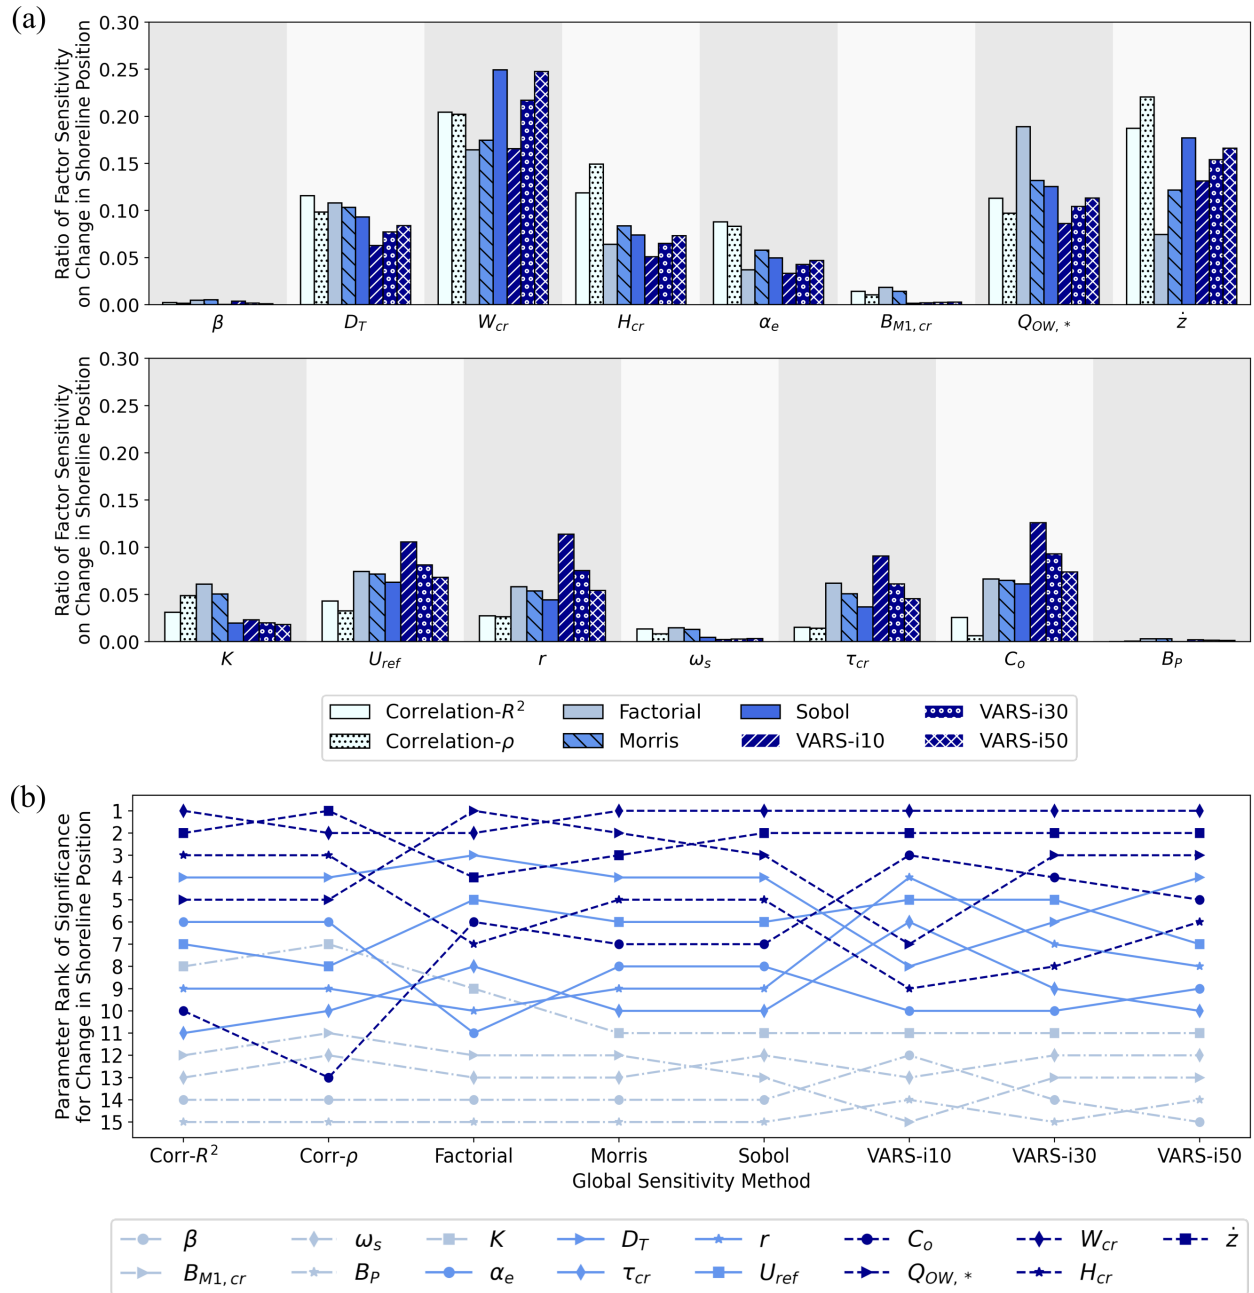 (a)
Ratio of Factor Sensitivity
on Change in Shoreline Position
0.30
0.25
0.20
0.15
0.10
0.05
0.00
β D_T W_cr H_cr α_e B_M1,cr Q_OW,* ż
Ratio of Factor Sensitivity
on Change in Shoreline Position
0.30
0.25
0.20
0.15
0.10
0.05
0.00
K U_ref r ω_s τ_cr C_o B_P
Correlation-R² Factorial Sobol VARS-i30
Correlation-ρ Morris VARS-i10 VARS-i50
(b)
Parameter Rank of Significance
for Change in Shoreline Position
1
2
3
4
5
6
7
8
9
10
11
12
13
14
15
Corr-R² Corr-ρ Factorial Morris Sobol VARS-i10 VARS-i30 VARS-i50
Global Sensitivity Method
β ω_s K D_T r C_o W_cr ż
B_M1,cr B_P α_e τ_cr U_ref Q_OW,* H_cr